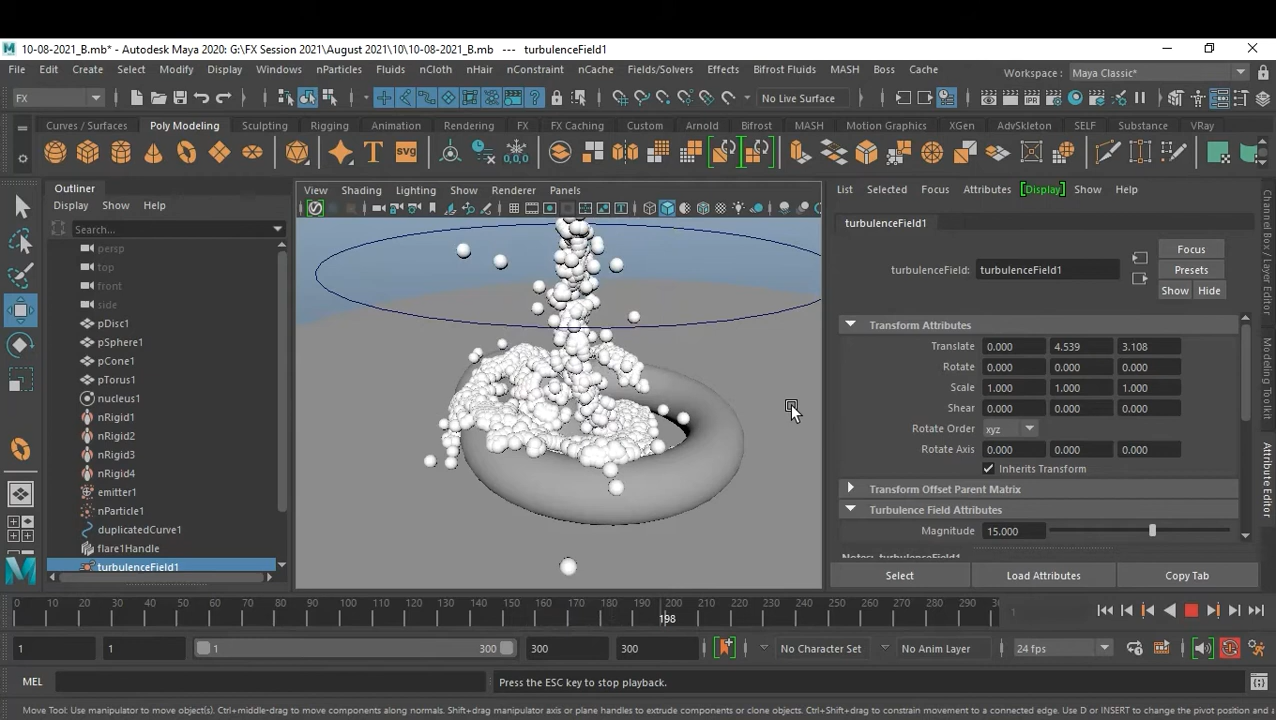 10-08-2021_B.mb* - Autodesk Maya 2020: G:\FX Session 2021\August 2021\10\10-08-2021_B.mb --- turbulenceField1
File Edit Create Select Modify Display Windows nParticles Fluids nCloth nHair nConstraint nCache Fields/Solvers Effects Bifrost Fluids MASH Boss Cache Workspace : Maya Classic*
FX No Live Surface
Curves / Surfaces Poly Modeling Sculpting Rigging Animation Rendering FX FX Caching Custom Arnold Bifrost MASH Motion Graphics XGen AdvSkeleton SELF Substance VRay
Outliner
Display Show Help
Search...
persp
top
front
side
pDisc1
pSphere1
pCone1
pTorus1
nucleus1
nRigid1
nRigid2
nRigid3
nRigid4
emitter1
nParticle1
duplicatedCurve1
flare1Handle
turbulenceField1
View Shading Lighting Show Renderer Panels
List Selected Focus Attributes Display Show Help
turbulenceField1
turbulenceField: turbulenceField1
Focus
Presets
Show Hide
Transform Attributes
Translate 0.000 4.539 3.108
Rotate 0.000 0.000 0.000
Scale 1.000 1.000 1.000
Shear 0.000 0.000 0.000
Rotate Order xyz
Rotate Axis 0.000 0.000 0.000
Inherits Transform
Transform Offset Parent Matrix
Turbulence Field Attributes
Magnitude 15.000
Notes: turbulenceField1
Select Load Attributes Copy Tab
Channel Box / Layer Editor
Modeling Toolkit
Attribute Editor
0 10 20 30 40 50 60 70 80 90 100 110 120 130 140 150 160 170 180 190 200 210 220 230 240 250 260 270 280 290 1
198
1 1 1 300 300 300 No Character Set No Anim Layer 24 fps
MEL Press the ESC key to stop playback.
Move Tool: Use manipulator to move object(s). Ctrl+middle-drag to move components along normals. Shift+drag manipulator axis or plane handles to extrude components or clone objects. Ctrl+Shift+drag to constrain movement to a connected edge. Use D or INSERT to change the pivot position and a